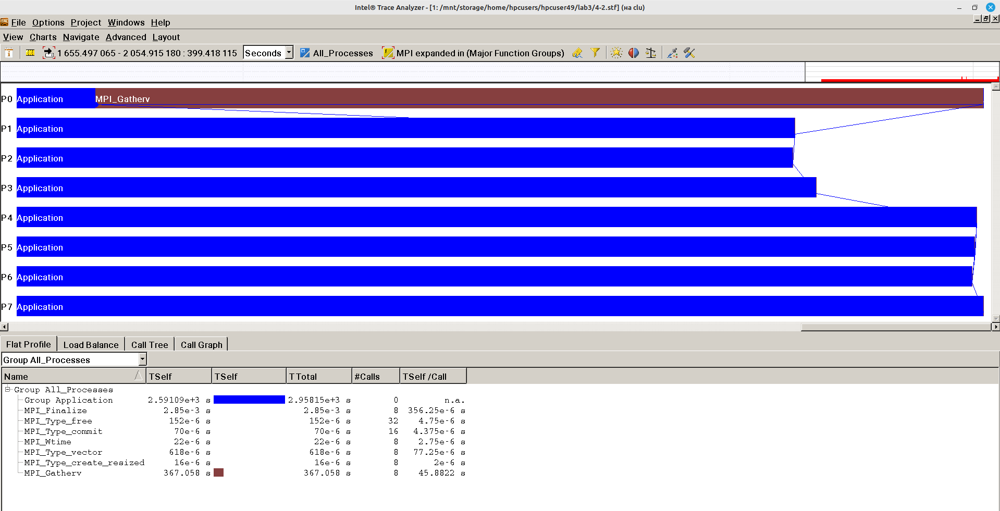 Intel® Trace Analyzer - [1: /mnt/storage/home/hpcusers/hpcuser49/lab3/4-2.stf] (на clu)
File Options Project Windows Help
View Charts Navigate Advanced Layout
1 655.497 065 - 2 054.915 180 : 399.418 115 Seconds All_Processes MPI expanded in (Major Function Groups)
P0 Application MPI_Gatherv
P1 Application
P2 Application
P3 Application
P4 Application
P5 Application
P6 Application
P7 Application
Flat Profile Load Balance Call Tree Call Graph
Group All_Processes
Name TSelf TSelf TTotal #Calls TSelf /Call
Group All_Processes
Group Application 2.59109e+3 s 2.95815e+3 s 0 n.a.
MPI_Finalize 2.85e-3 s 2.85e-3 s 8 356.25e-6 s
MPI_Type_free 152e-6 s 152e-6 s 32 4.75e-6 s
MPI_Type_commit 70e-6 s 70e-6 s 16 4.375e-6 s
MPI_Wtime 22e-6 s 22e-6 s 8 2.75e-6 s
MPI_Type_vector 618e-6 s 618e-6 s 8 77.25e-6 s
MPI_Type_create_resized 16e-6 s 16e-6 s 8 2e-6 s
MPI_Gatherv 367.058 s 367.058 s 8 45.8822 s